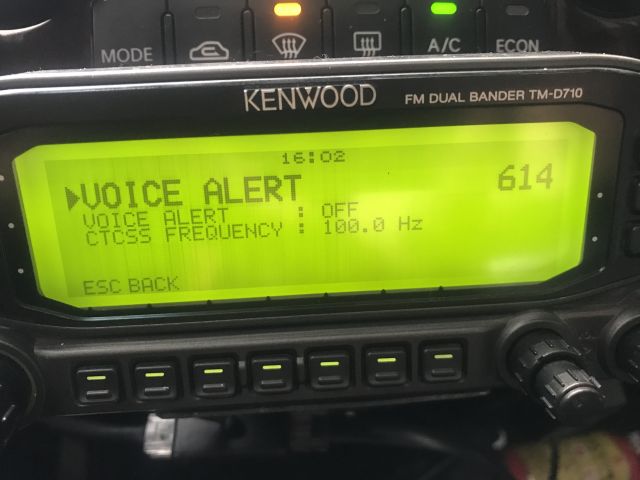 MODE A/C ECON
KENWOOD FM DUAL BANDER TM-D710
16:02
VOICE ALERT 614
VOICE ALERT : OFF
CTCSS FREQUENCY : 100.0 Hz
ESC BACK